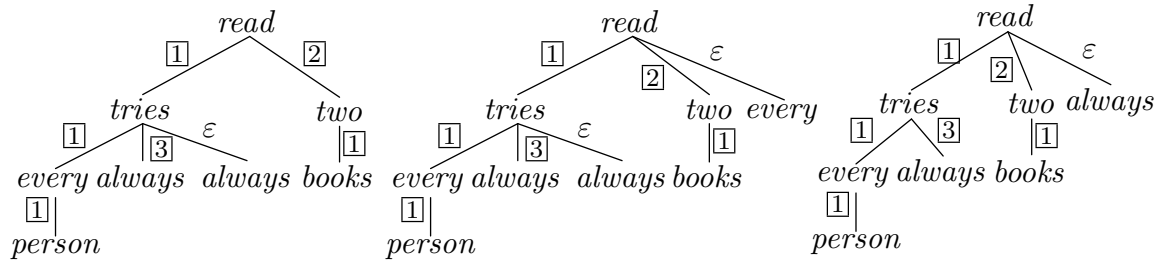 read
1 2
tries two
1 3 ε 1
every always always books
1
person
read
1 2 ε
tries two every
1 3 ε 1
every always always books
1
person
read
1 2 ε
tries two always
1 3 1
every always books
1
person